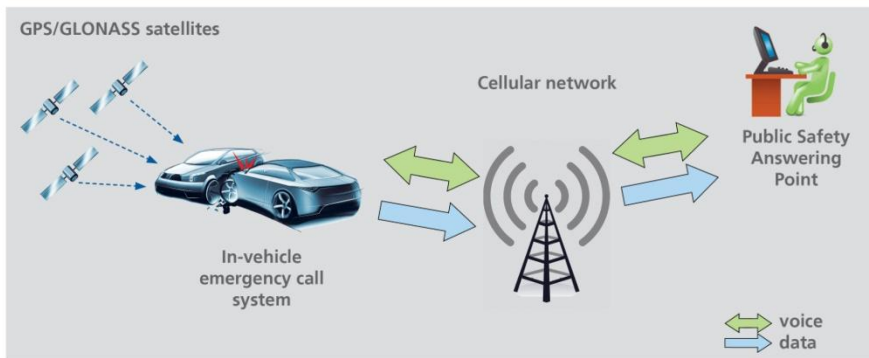 GPS/GLONASS satellites
Cellular network
Public Safety
Answering
Point
In-vehicle
emergency call
system
voice
data